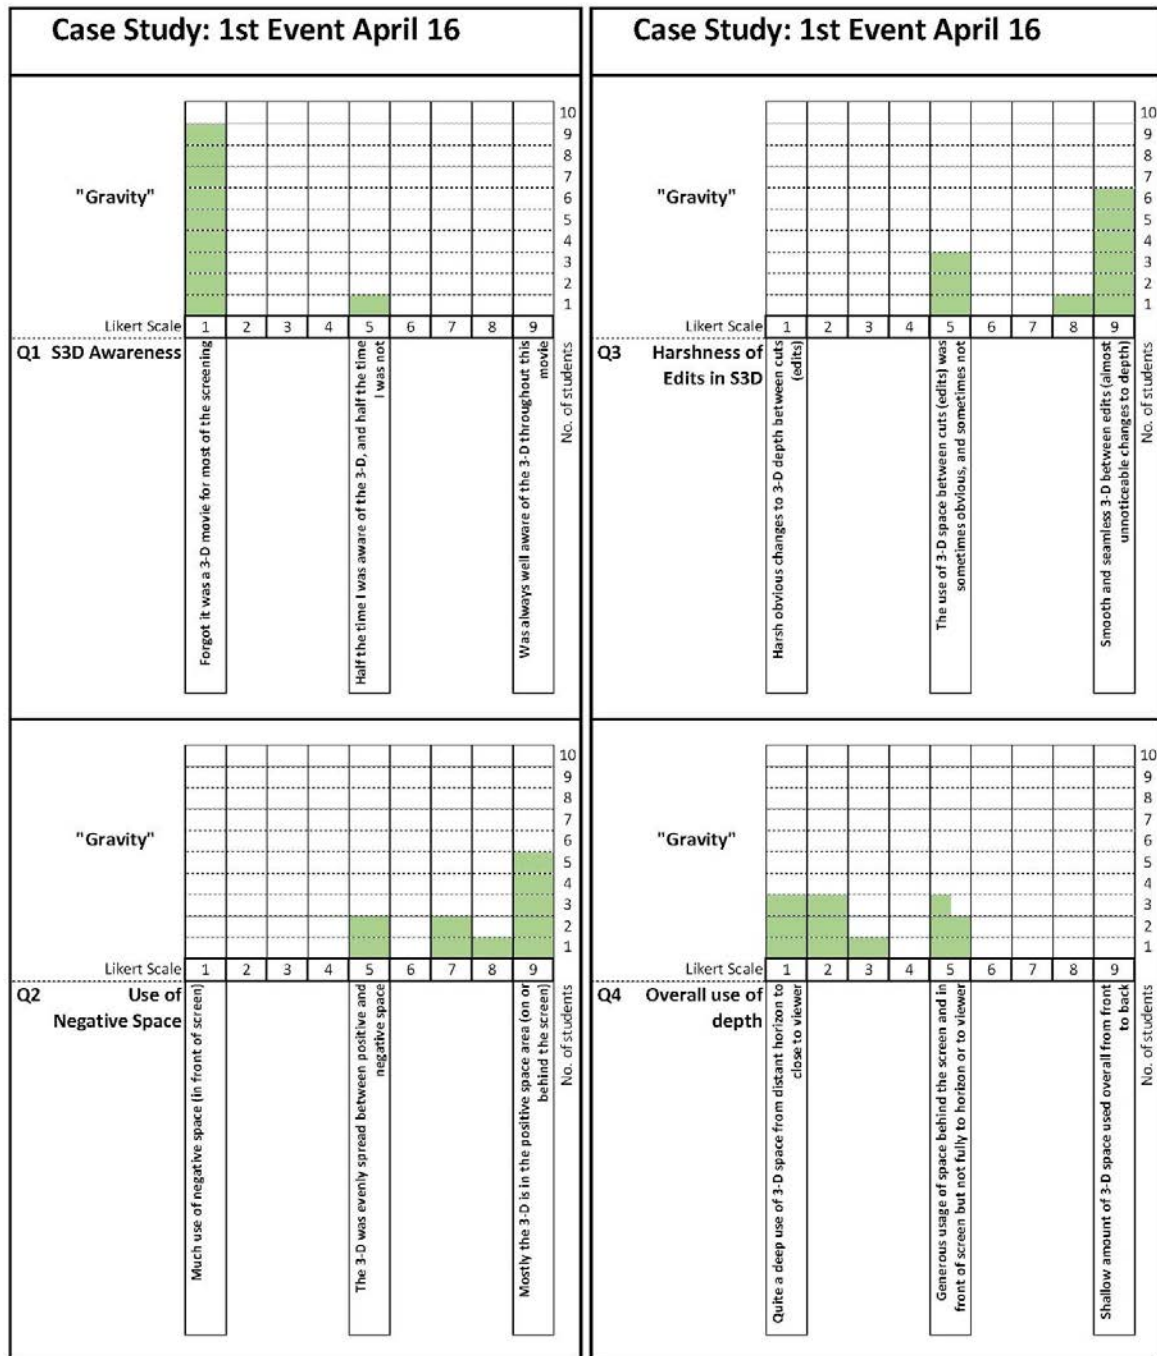 Case Study: 1st Event April 16
"Gravity"
10
9
8
7
6
5
4
3
2
1
Likert Scale 1 2 3 4 5 6 7 8 9
No. of students
Q1 S3D Awareness
Forgot it was a 3-D movie for most of the screening
Half the time I was aware of the 3-D, and half the time
I was not
Was always well aware of the 3-D throughout this
movie
Case Study: 1st Event April 16
"Gravity"
10
9
8
7
6
5
4
3
2
1
Likert Scale 1 2 3 4 5 6 7 8 9
No. of students
Q3 Harshness of
Edits in S3D
Harsh obvious changes to 3-D depth between cuts
(edits)
The use of 3-D space between cuts (edits) was
sometimes obvious, and sometimes not
Smooth and seamless 3-D between edits (almost
unnoticeable changes to depth)
"Gravity"
10
9
8
7
6
5
4
3
2
1
Likert Scale 1 2 3 4 5 6 7 8 9
No. of students
Q2 Use of
Negative Space
Much use of negative space (in front of screen)
The 3-D was evenly spread between positive and
negative space
Mostly the 3-D is in the positive space area (on or
behind the screen)
"Gravity"
10
9
8
7
6
5
4
3
2
1
Likert Scale 1 2 3 4 5 6 7 8 9
No. of students
Q4 Overall use of
depth
Quite a deep use of 3-D space from distant horizon to
close to viewer
Generous usage of space behind the screen and in
front of screen but not fully to horizon or to viewer
Shallow amount of 3-D space used overall from front
to back